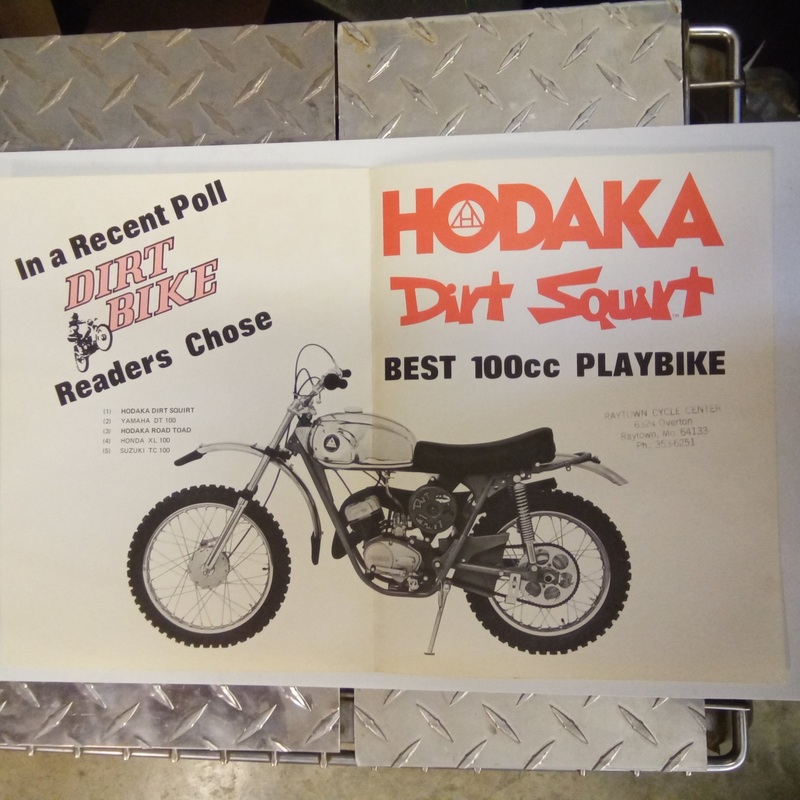 In a Recent Poll
DIRT
BIKE
Readers Chose
(1) HODAKA DIRT SQUIRT
(2) YAMAHA DT 100
(3) HODAKA ROAD TOAD
(4) HONDA XL 100
(5) SUZUKI TC 100
HODAKA
Dirt Squirt™
BEST 100cc PLAYBIKE
RAYTOWN CYCLE CENTER
6324 Overton
Raytown, Mo. 64133
Ph. 353-6251